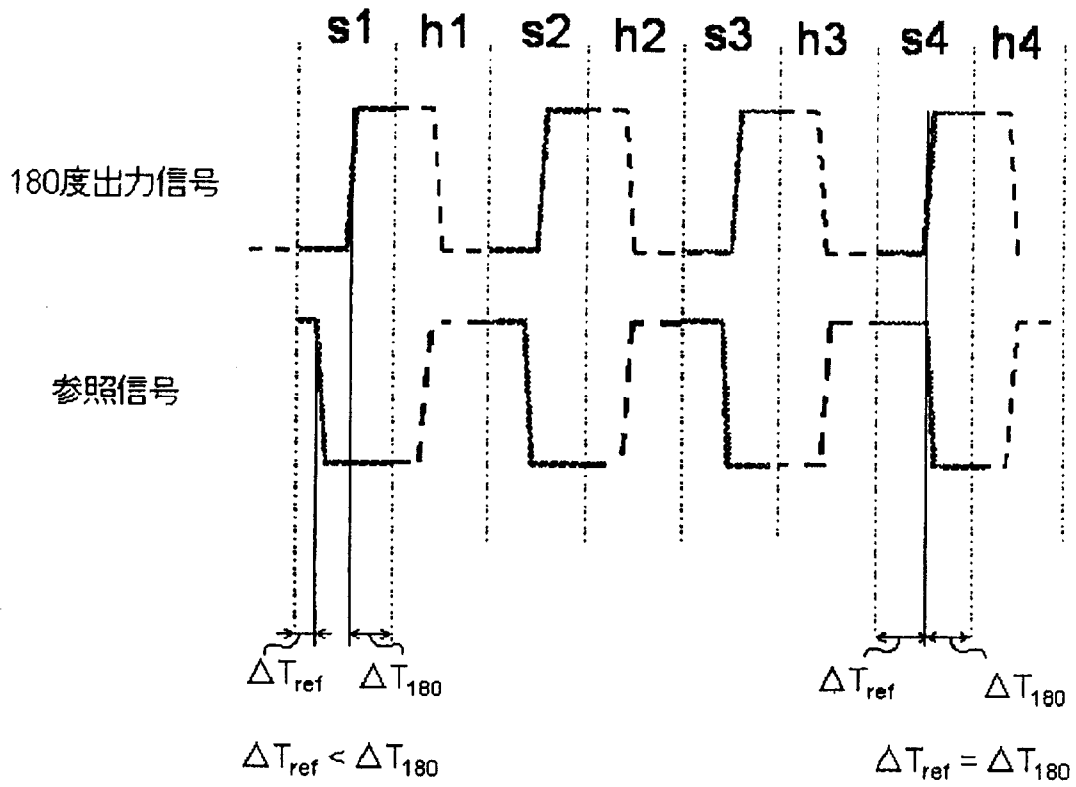 s1 h1 s2 h2 s3 h3 s4 h4
180度出力信号
参照信号
ΔTref ΔT180 ΔTref ΔT180
ΔTref < ΔT180 ΔTref = ΔT180